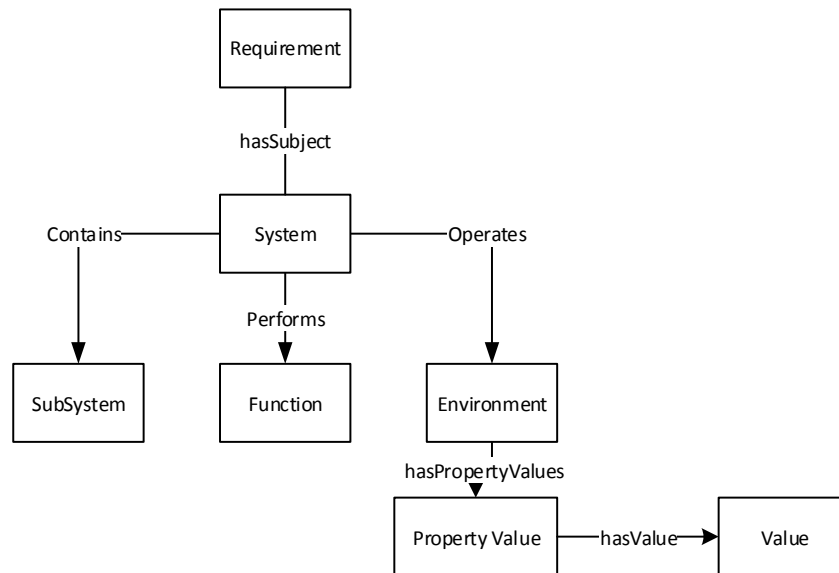 Requirement
hasSubject
Contains
System
Operates
Performs
SubSystem
Function
Environment
hasPropertyValues
Property Value
hasValue
Value